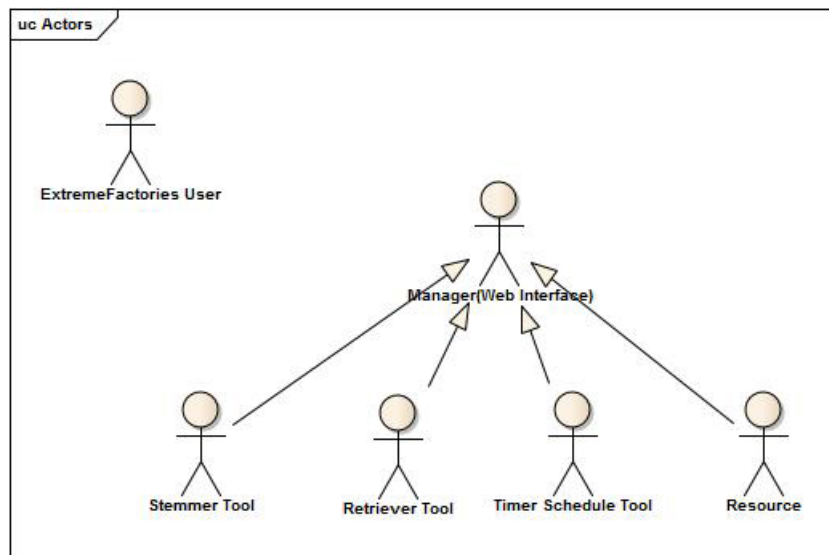 uc Actors
ExtremeFactories User
Manager(Web Interface)
Stemmer Tool
Retriever Tool
Timer Schedule Tool
Resource